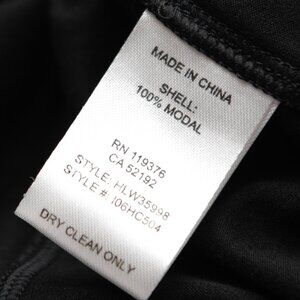 MADE IN CHINA
SHELL:
100% MODAL
RN 119376
CA 52192
STYLE: HLW35998
STYLE # I06HC504
DRY CLEAN ONLY